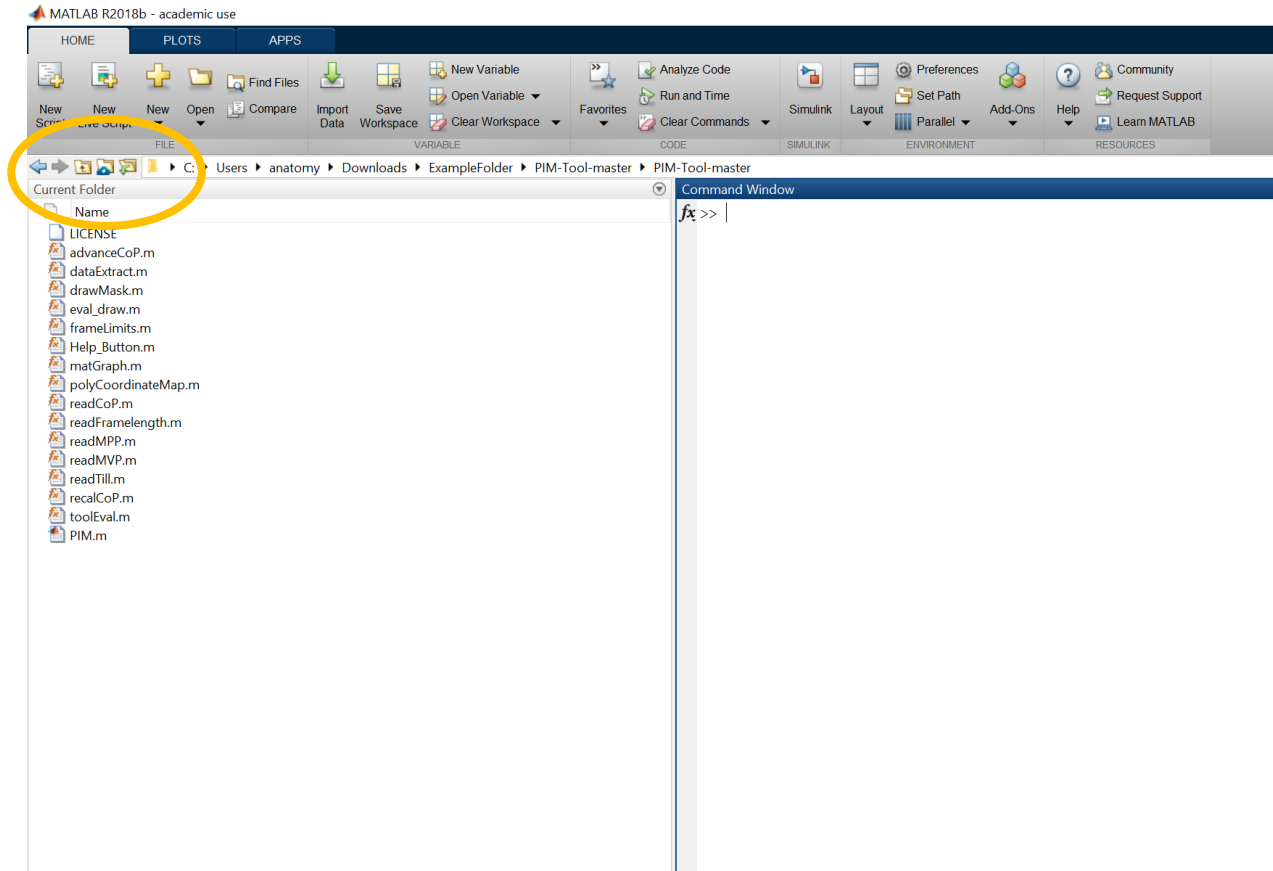 MATLAB R2018b - academic use
HOME PLOTS APPS
New Script
New Live Script
New
Open
Find Files
Compare
Import Data
Save Workspace
New Variable
Open Variable
Clear Workspace
Favorites
Analyze Code
Run and Time
Clear Commands
Simulink
Layout
Preferences
Set Path
Parallel
Add-Ons
Help
Community
Request Support
Learn MATLAB
FILE VARIABLE CODE SIMULINK ENVIRONMENT RESOURCES
C: Users anatomy Downloads ExampleFolder PIM-Tool-master PIM-Tool-master
Current Folder
Name
LICENSE
advanceCoP.m
dataExtract.m
drawMask.m
eval_draw.m
frameLimits.m
Help_Button.m
matGraph.m
polyCoordinateMap.m
readCoP.m
readFramelength.m
readMPP.m
readMVP.m
readTill.m
recalCoP.m
toolEval.m
PIM.m
Command Window
fx >>